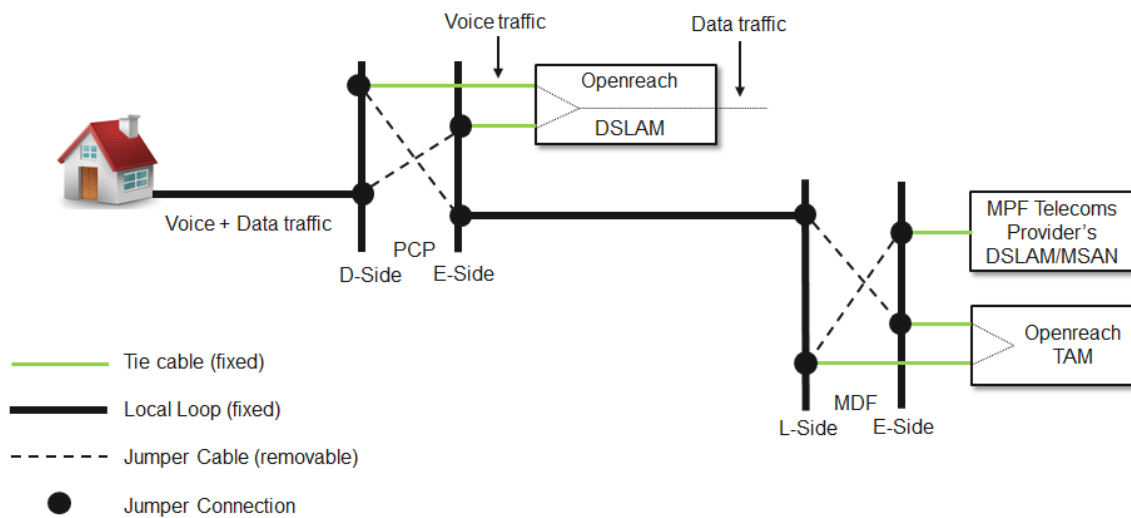 Voice traffic
Data traffic
Openreach
DSLAM
Voice + Data traffic
PCP
D-Side
E-Side
MPF Telecoms
Provider's
DSLAM/MSAN
Openreach
TAM
MDF
L-Side
E-Side
Tie cable (fixed)
Local Loop (fixed)
Jumper Cable (removable)
Jumper Connection